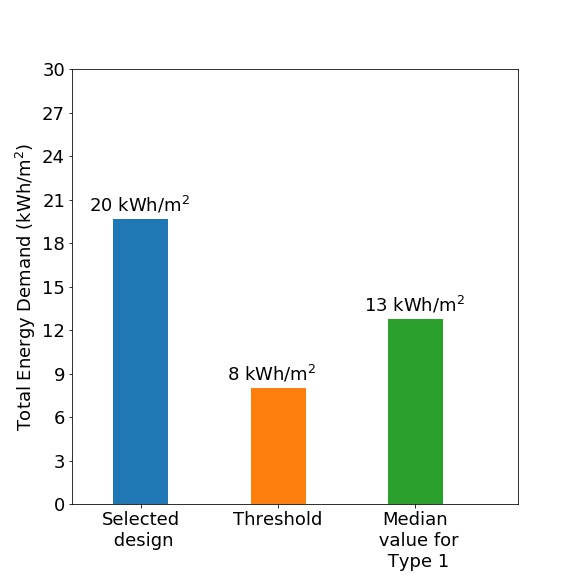 Total Energy Demand (kWh/m²)
30
27
24
21
18
15
12
9
6
3
0
20 kWh/m²
8 kWh/m²
13 kWh/m²
Selected
design
Threshold
Median
value for
Type 1